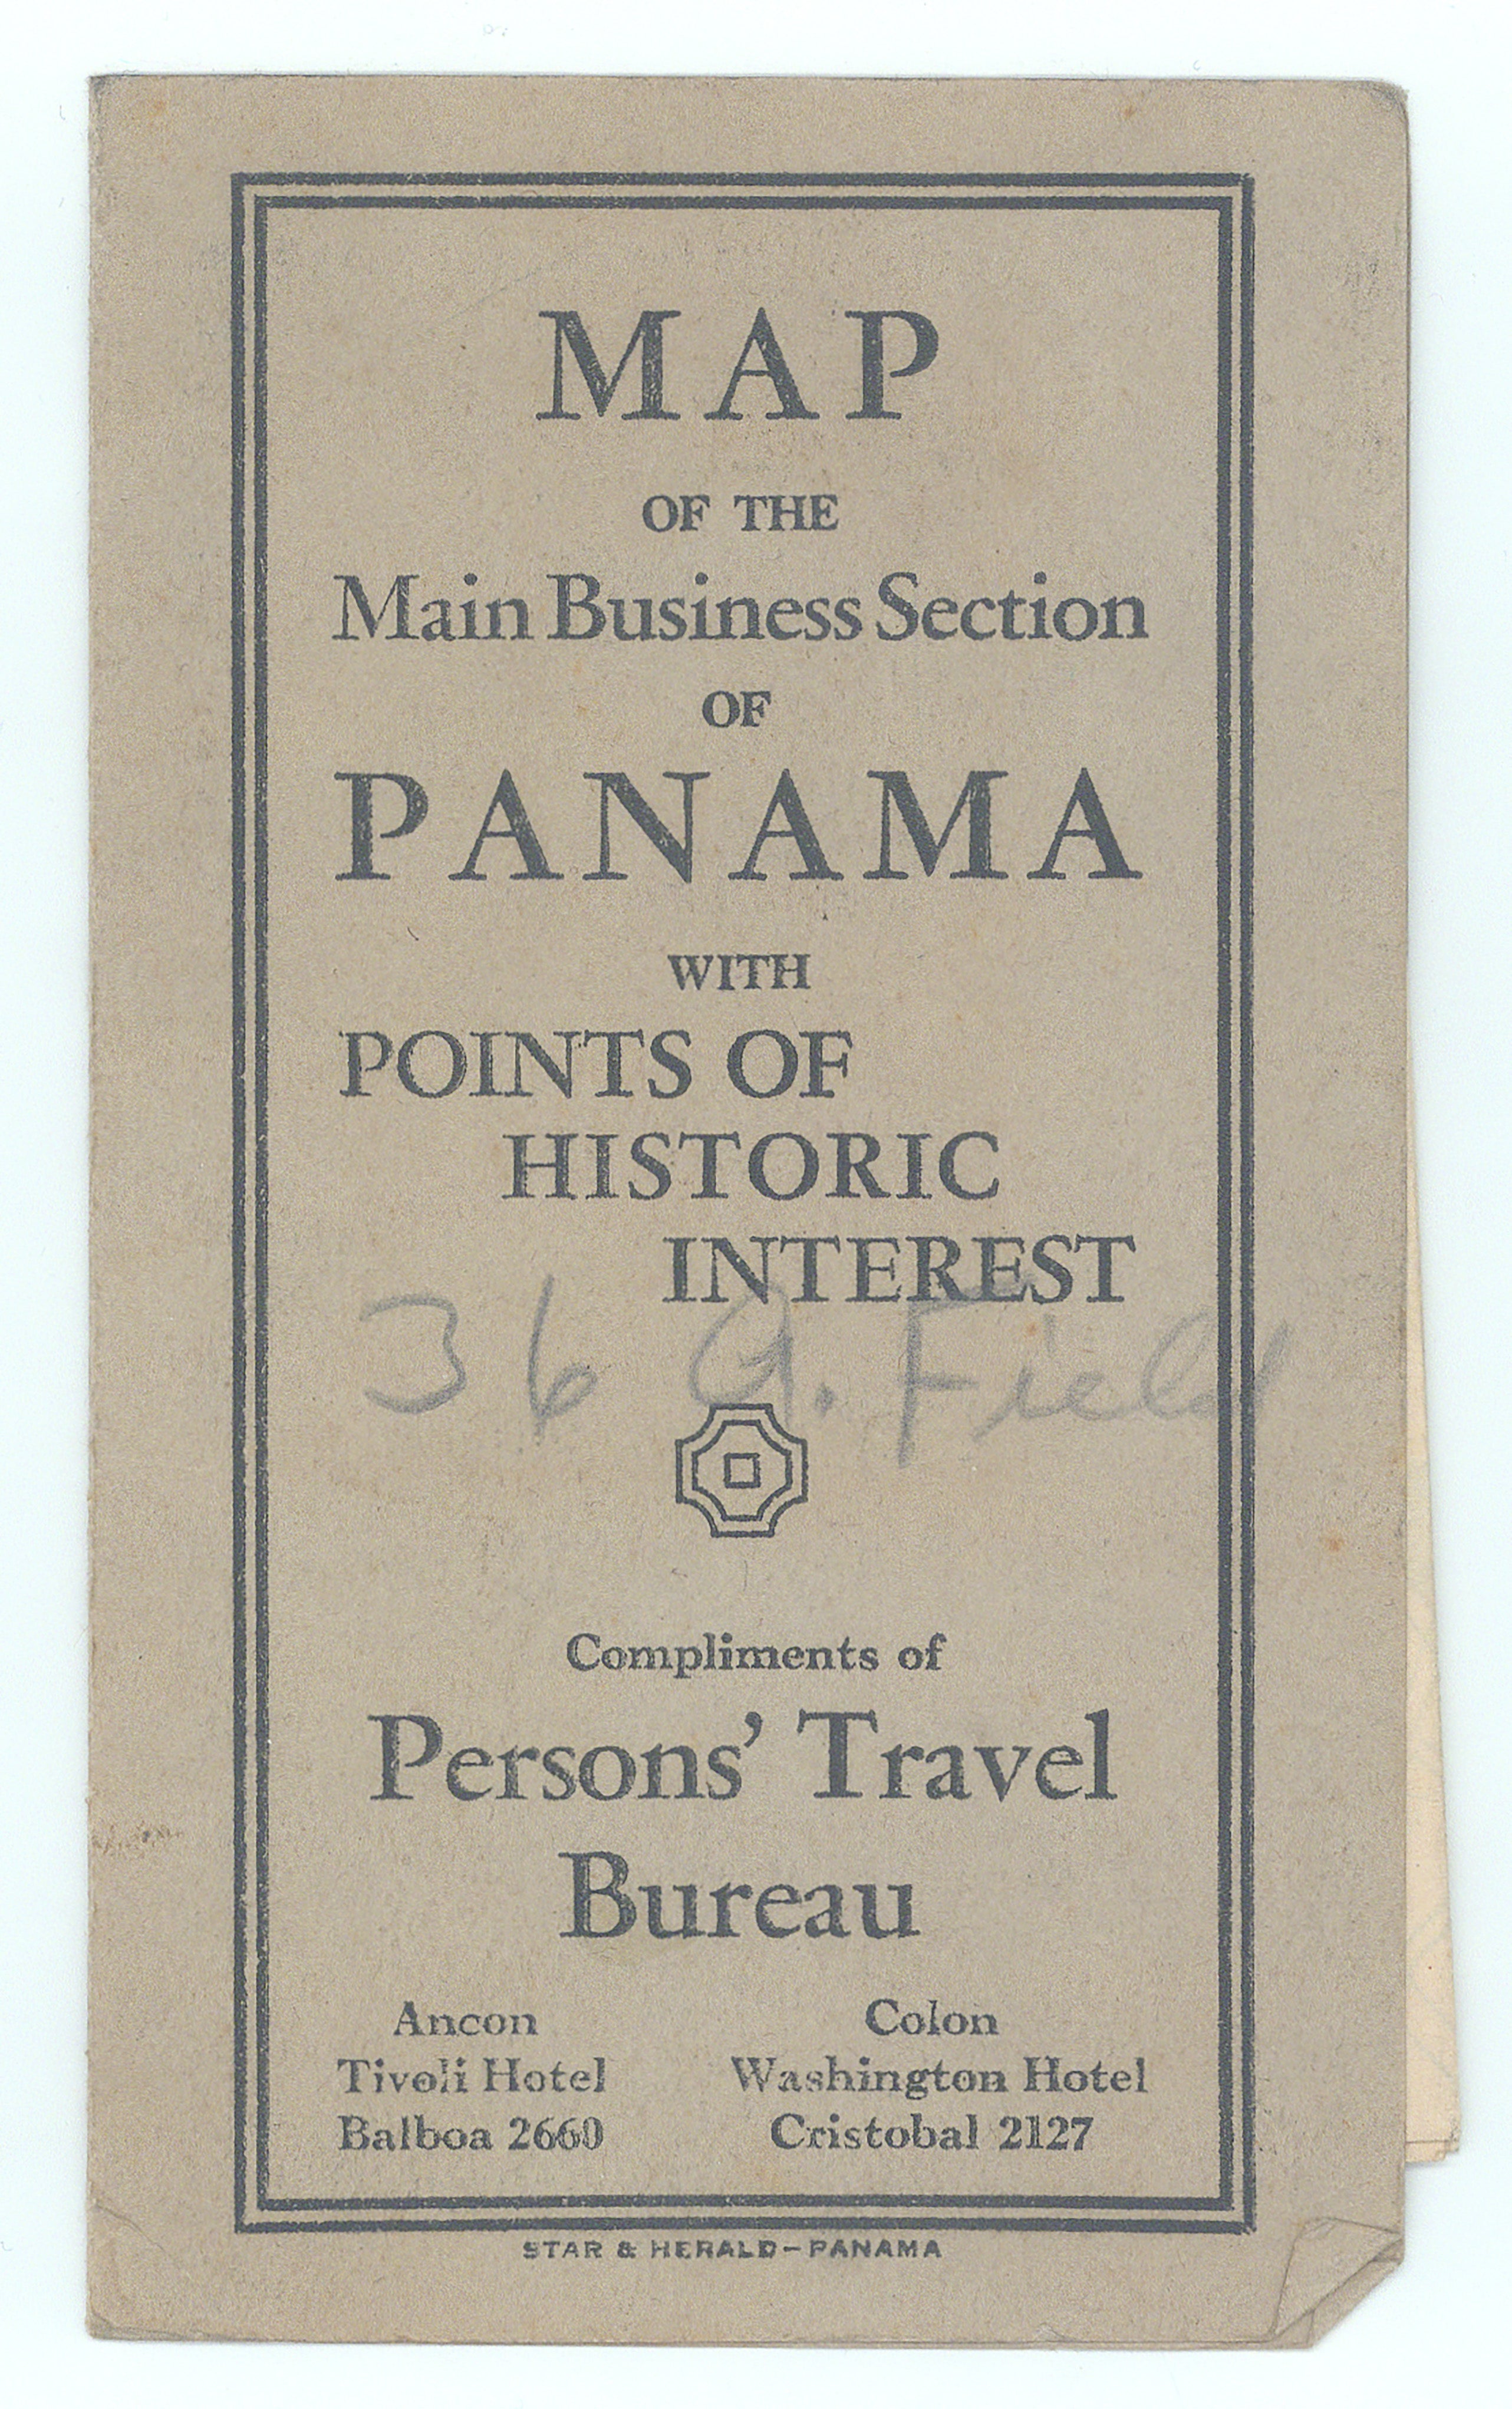 MAP
OF THE
Main Business Section
OF
PANAMA
WITH
POINTS OF
HISTORIC
INTEREST
36 a. Field
Compliments of
Persons' Travel
Bureau
Ancon
Tivoli Hotel
Balboa 2660
Colon
Washington Hotel
Cristobal 2127
STAR & HERALD-PANAMA